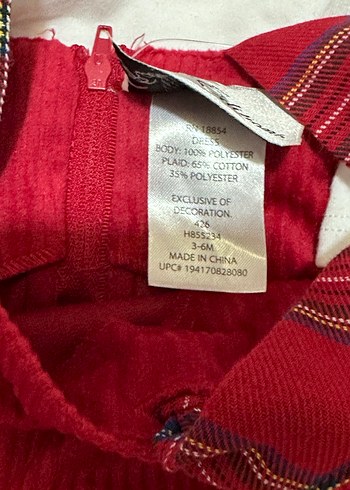 RN 18854
DRESS
BODY: 100% POLYESTER
PLAID: 65% COTTON
35% POLYESTER
EXCLUSIVE OF
DECORATION.
426
H855234
3-6M
MADE IN CHINA
UPC# 194170828080